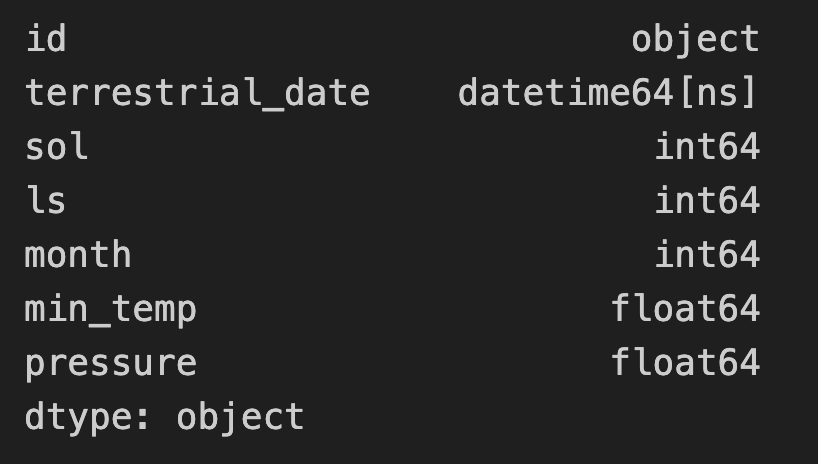 id object
terrestrial_date datetime64[ns]
sol int64
ls int64
month int64
min_temp float64
pressure float64
dtype: object